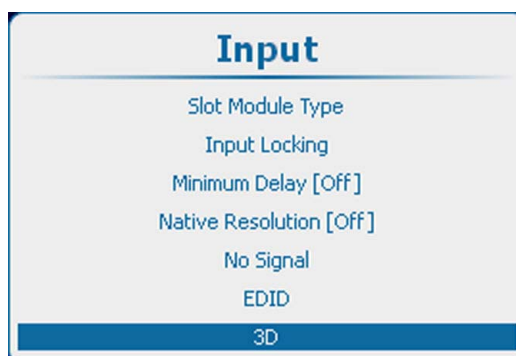 Input
Slot Module Type
Input Locking
Minimum Delay [Off]
Native Resolution [Off]
No Signal
EDID
3D